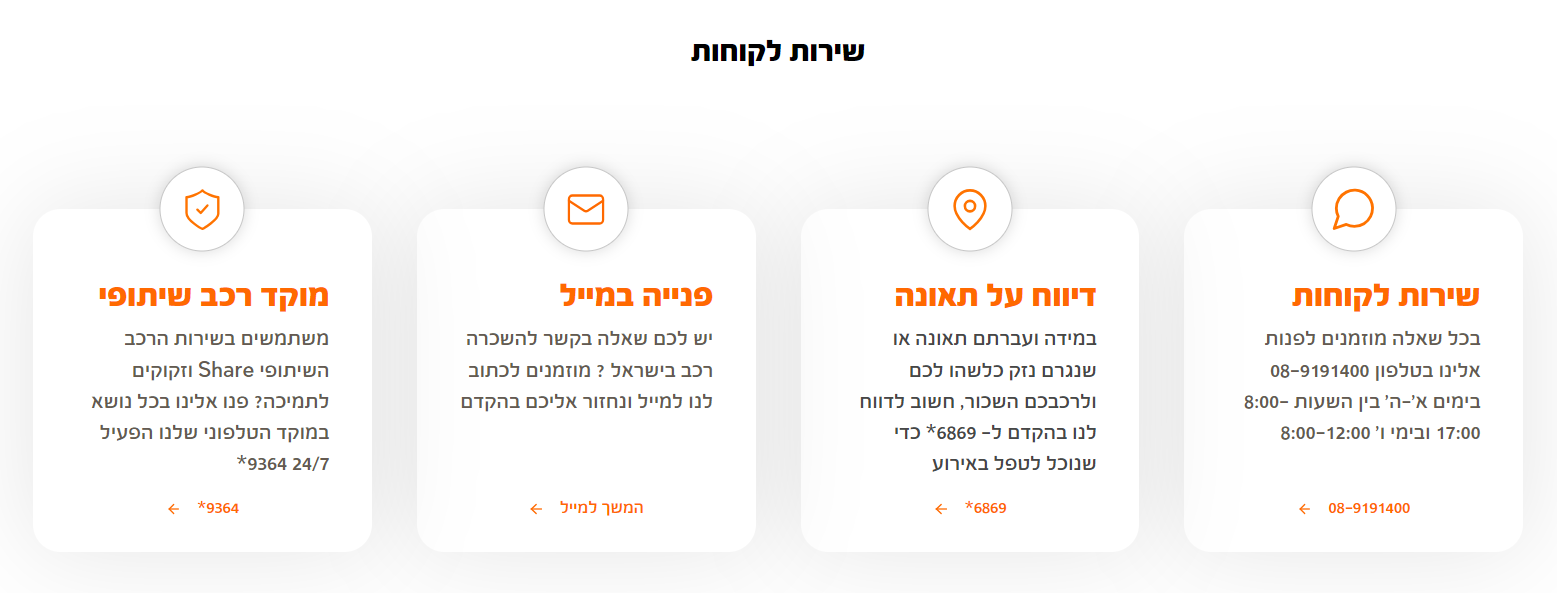 שירות לקוחות
שירות לקוחות
בכל שאלה מוזמנים לפנות
אלינו בטלפון 08-9191400
בימים א'-ה' בין השעות 8:00-
17:00 ובימי ו' 8:00-12:00
08-9191400
דיווח על תאונה
במידה ועברתם תאונה או
שנגרם נזק כלשהו לכם
ולרכבכם השכור, חשוב לדווח
לנו בהקדם ל- 6869* כדי
שנוכל לטפל באירוע
6869*
פנייה במייל
יש לכם שאלה בקשר להשכרה
רכב בישראל ? מוזמנים לכתוב
לנו למייל ונחזור אליכם בהקדם
המשך למייל
מוקד רכב שיתופי
משתמשים בשירות הרכב
השיתופי Share וזקוקים
לתמיכה? פנו אלינו בכל נושא
במוקד הטלפוני שלנו הפעיל
24/7 9364*
9364*